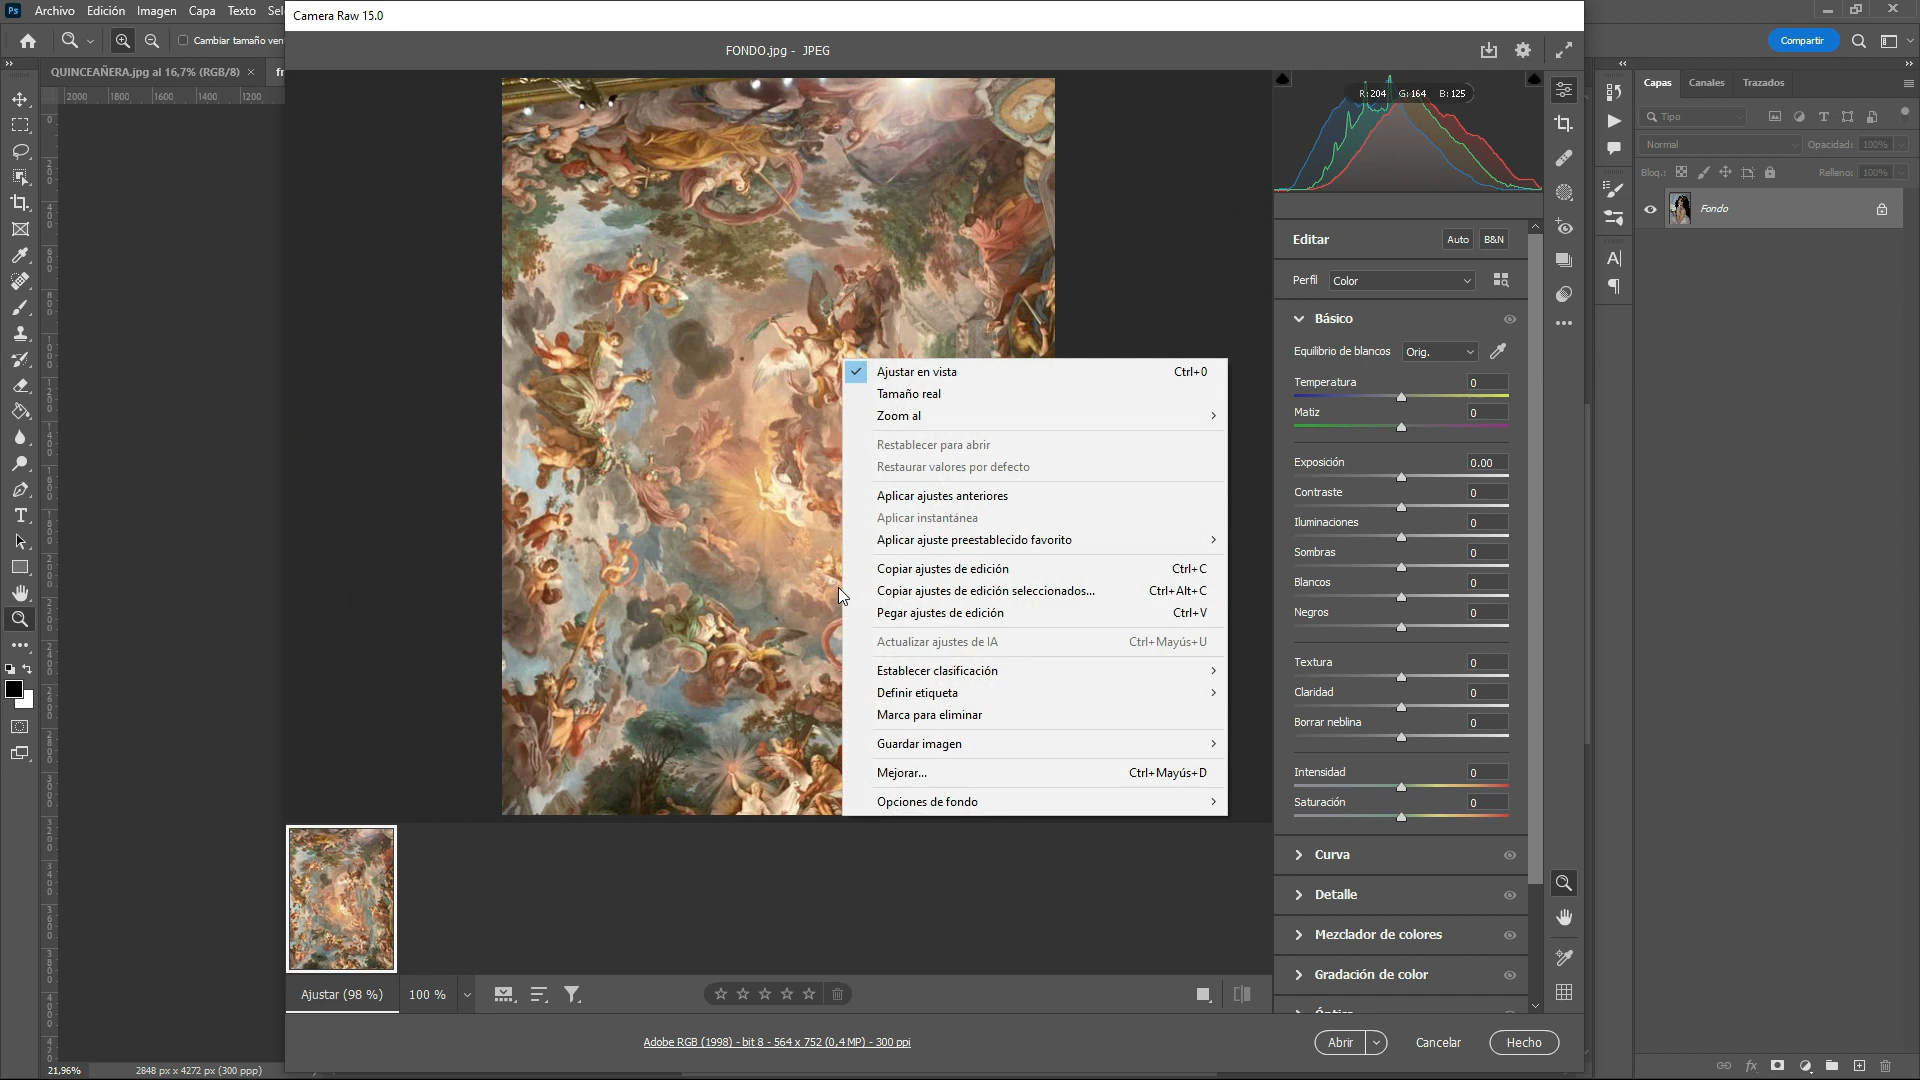 Archivo Edición Imagen Capa Texto Sel
Camera Raw 15.0
Cambiar tamaño ven
FONDO.jpg - JPEG
Compartir
QUINCEAÑERA.jpg al 16,7% (RGB/8) ×
2000 1800 1600 1400 1200
R:204 G:164 B:125
Capas Canales Trazados
Tipo
Normal Opacidad: 100%
Bloq.: Relleno: 100%
Fondo
Editar Auto B&N
Perfil Color
Básico
Equilibrio de blancos Orig.
Temperatura 0
Matiz 0
Exposición 0.00
Contraste 0
Iluminaciones 0
Sombras 0
Blancos 0
Negros 0
Textura 0
Claridad 0
Borrar neblina 0
Intensidad 0
Saturación 0
Curva
Detalle
Mezclador de colores
Gradación de color
Ajustar en vista Ctrl+0
Tamaño real
Zoom al
Restablecer para abrir
Restaurar valores por defecto
Aplicar ajustes anteriores
Aplicar instantánea
Aplicar ajuste preestablecido favorito
Copiar ajustes de edición Ctrl+C
Copiar ajustes de edición seleccionados... Ctrl+Alt+C
Pegar ajustes de edición Ctrl+V
Actualizar ajustes de IA Ctrl+Mayús+U
Establecer clasificación
Definir etiqueta
Marca para eliminar
Guardar imagen
Mejorar... Ctrl+Mayús+D
Opciones de fondo
Ajustar (98 %) 100 %
Adobe RGB (1998) - bit 8 - 564 x 752 (0,4 MP) - 300 ppi
Abrir Cancelar Hecho
21,96% 2848 px x 4272 px (300 ppp)